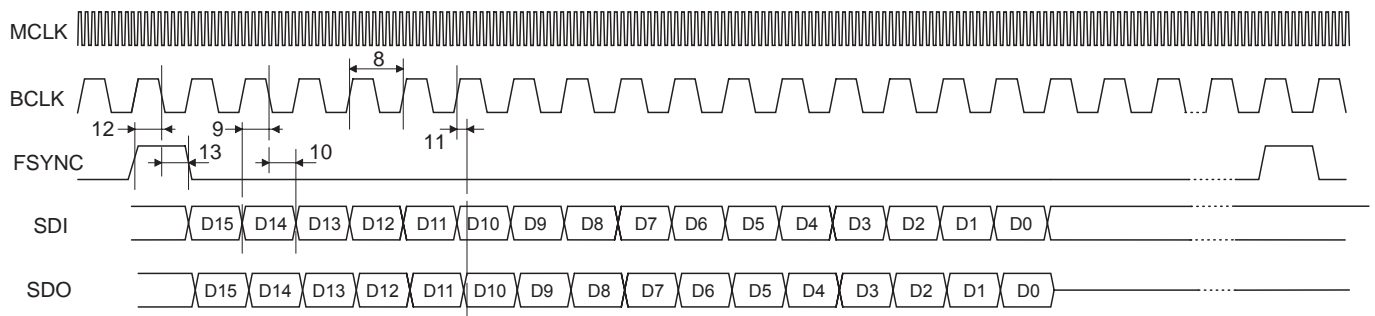 MCLK
8
BCLK
12 9 11
13 10
FSYNC
SDI D15 D14 D13 D12 D11 D10 D9 D8 D7 D6 D5 D4 D3 D2 D1 D0
SDO D15 D14 D13 D12 D11 D10 D9 D8 D7 D6 D5 D4 D3 D2 D1 D0